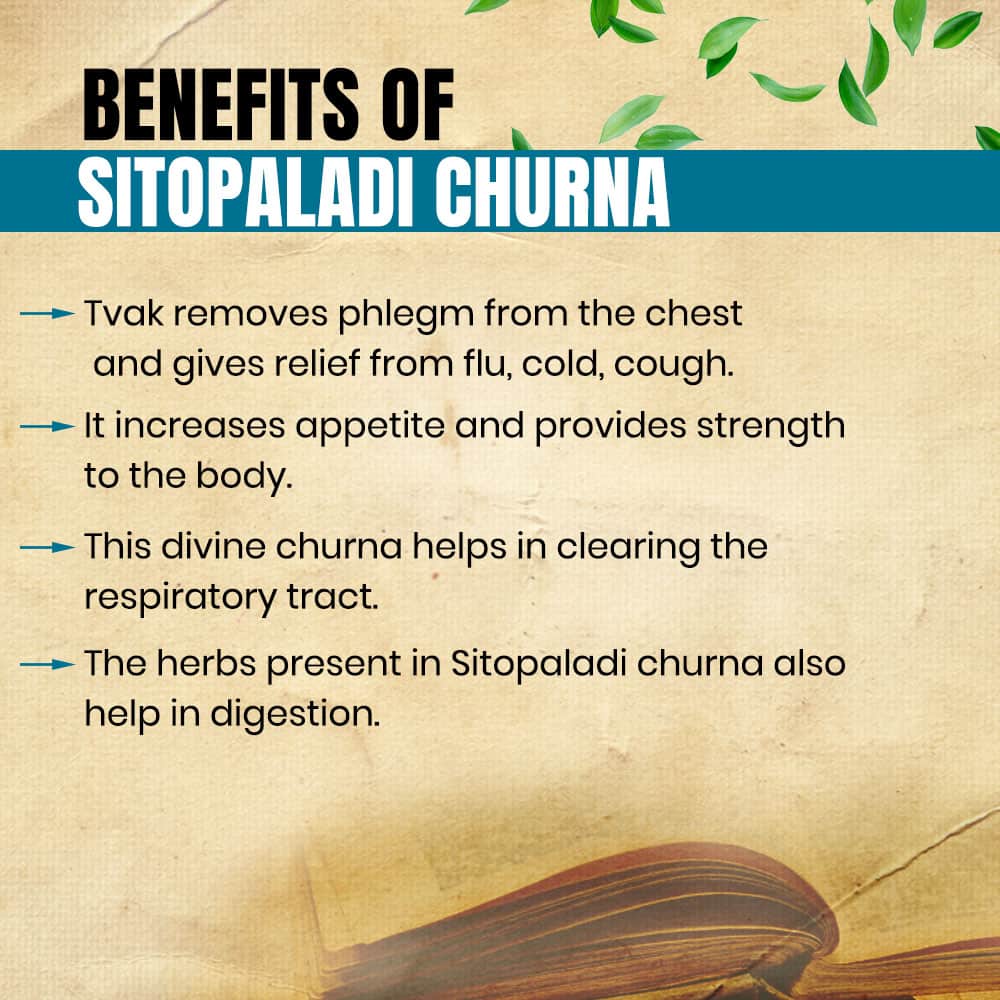 BENEFITS OF
SITOPALADI CHURNA
Tvak removes phlegm from the chest
and gives relief from flu, cold, cough.
It increases appetite and provides strength
to the body.
This divine churna helps in clearing the
respiratory tract.
The herbs present in Sitopaladi churna also
help in digestion.